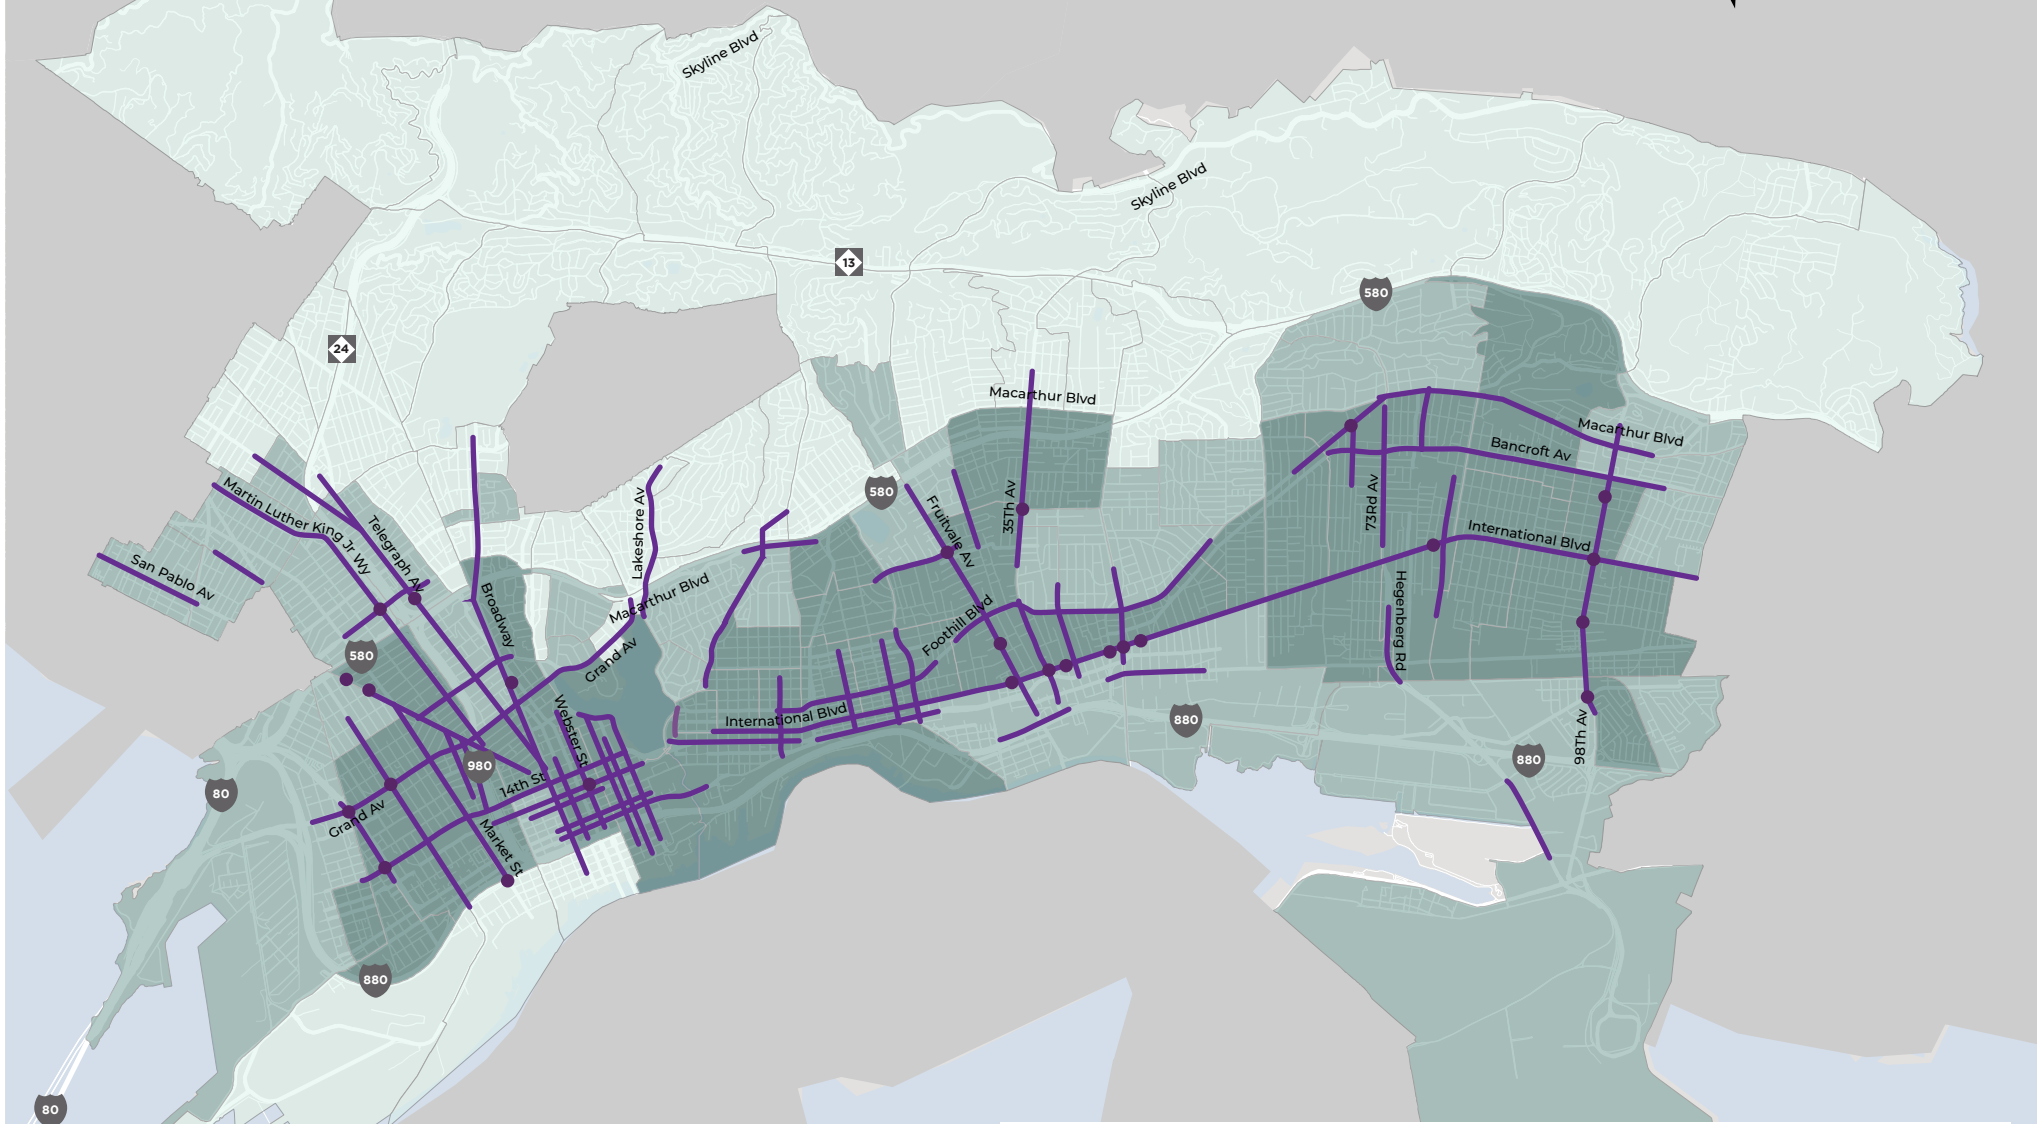 Skyline Blvd
Skyline Blvd
13
580
24
Macarthur Blvd
Macarthur Blvd
Bancroft Av
580
Martin Luther King Jr Wy
Telegraph Av
Lakeshore Av
Fruitvale Av
35Th Av
73Rd Av
International Blvd
San Pablo Av
Broadway
Macarthur Blvd
Foothill Blvd
Hegenberg Rd
580
Grand Av
Webster St
International Blvd
880
98Th Av
880
980
14th St
80
Grand Av
Market St
880
80